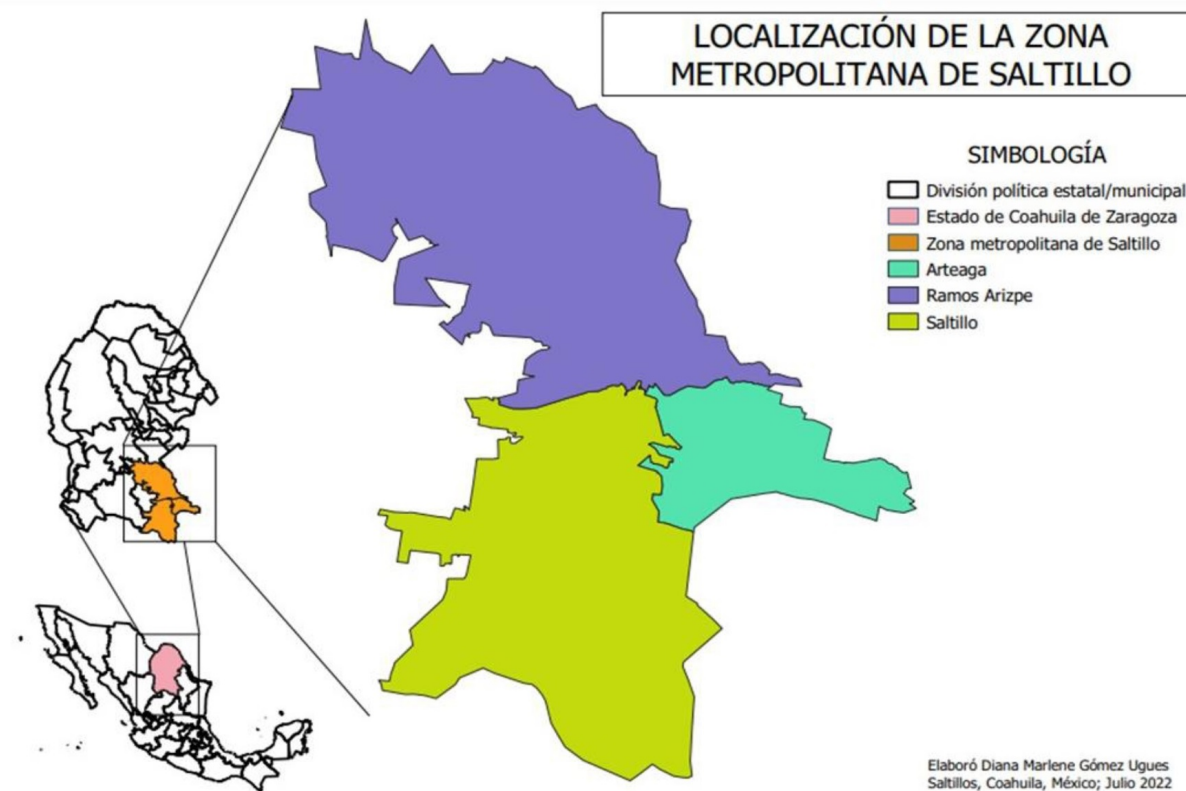 LOCALIZACIÓN DE LA ZONA
METROPOLITANA DE SALTILLO
SIMBOLOGÍA
División política estatal/municipal
Estado de Coahuila de Zaragoza
Zona metropolitana de Saltillo
Arteaga
Ramos Arizpe
Saltillo
Elaboró Diana Marlene Gómez Ugues
Saltillos, Coahuila, México; Julio 2022